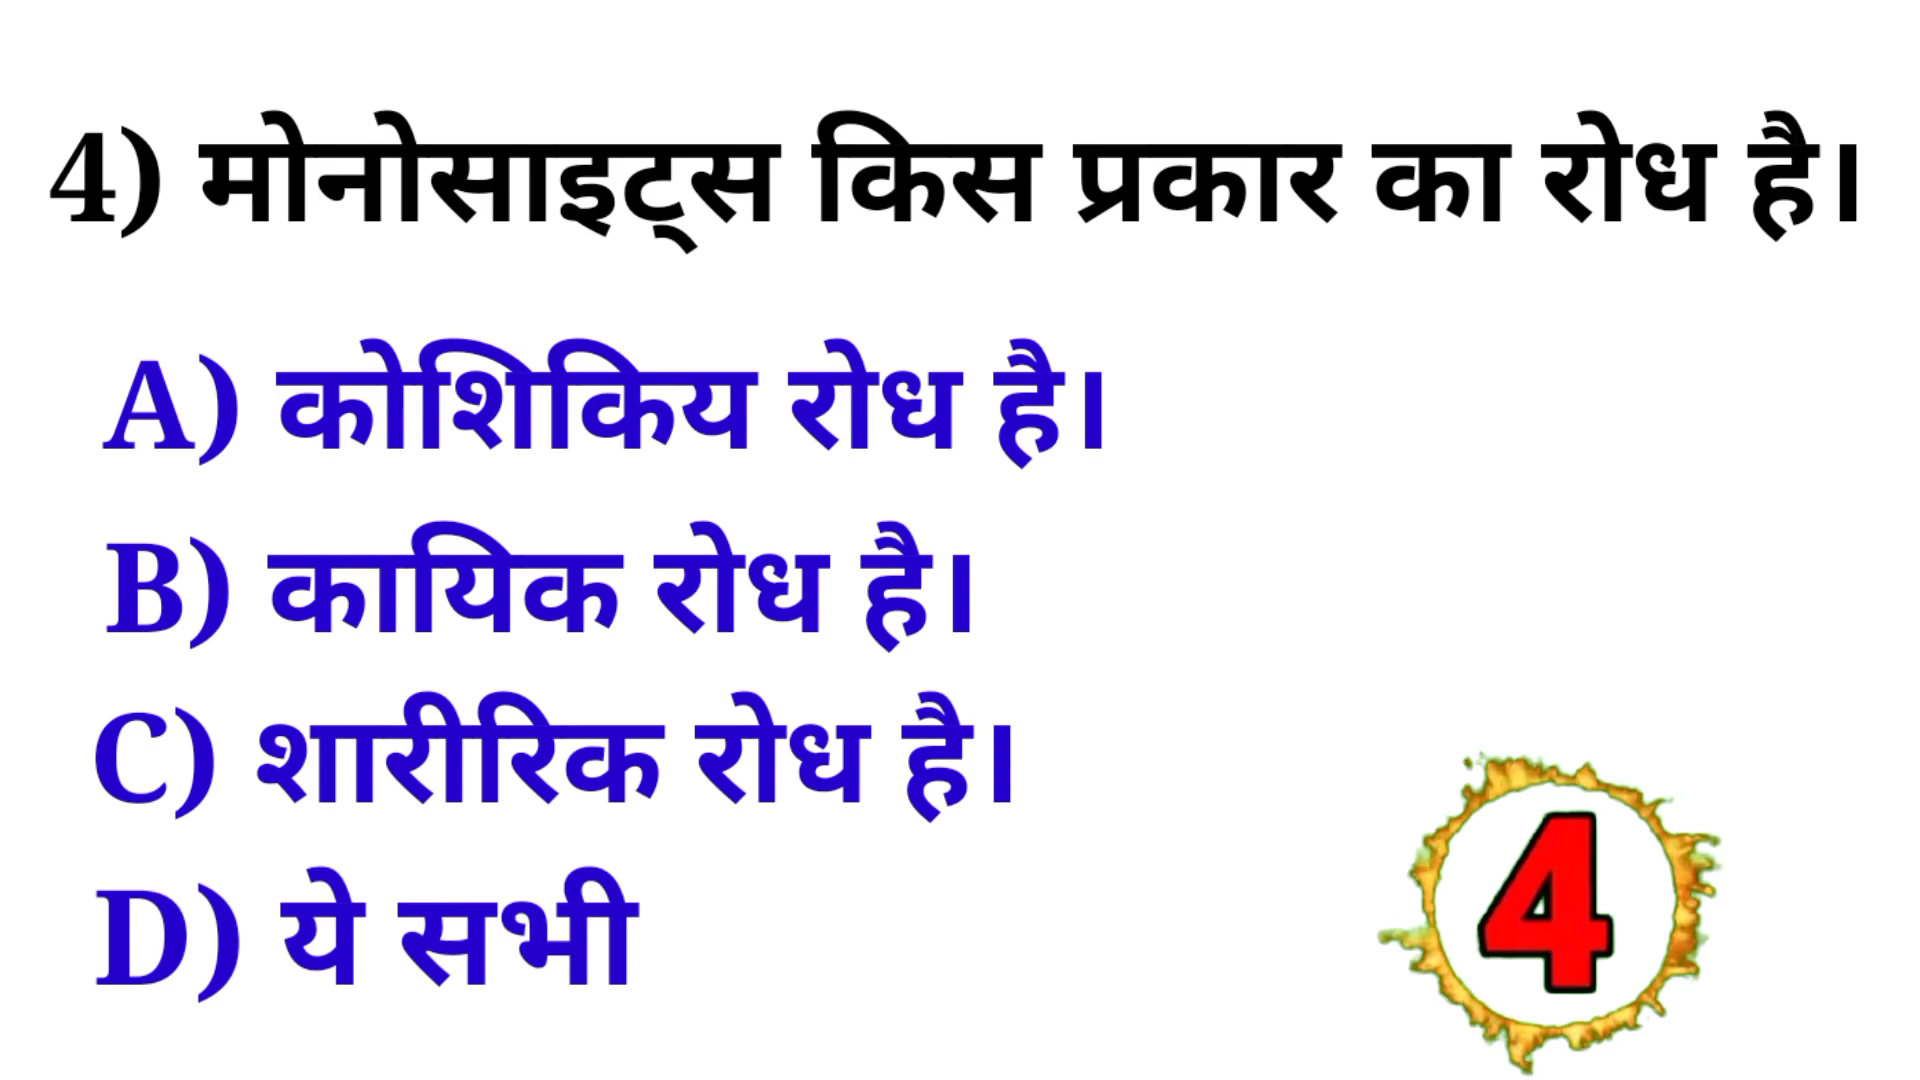 4) मोनोसाइट्स किस प्रकार का रोध है।
A) कोशिकिय रोध है।
B) कायिक रोध है।
C) शारीरिक रोध है।
D) ये सभी
4